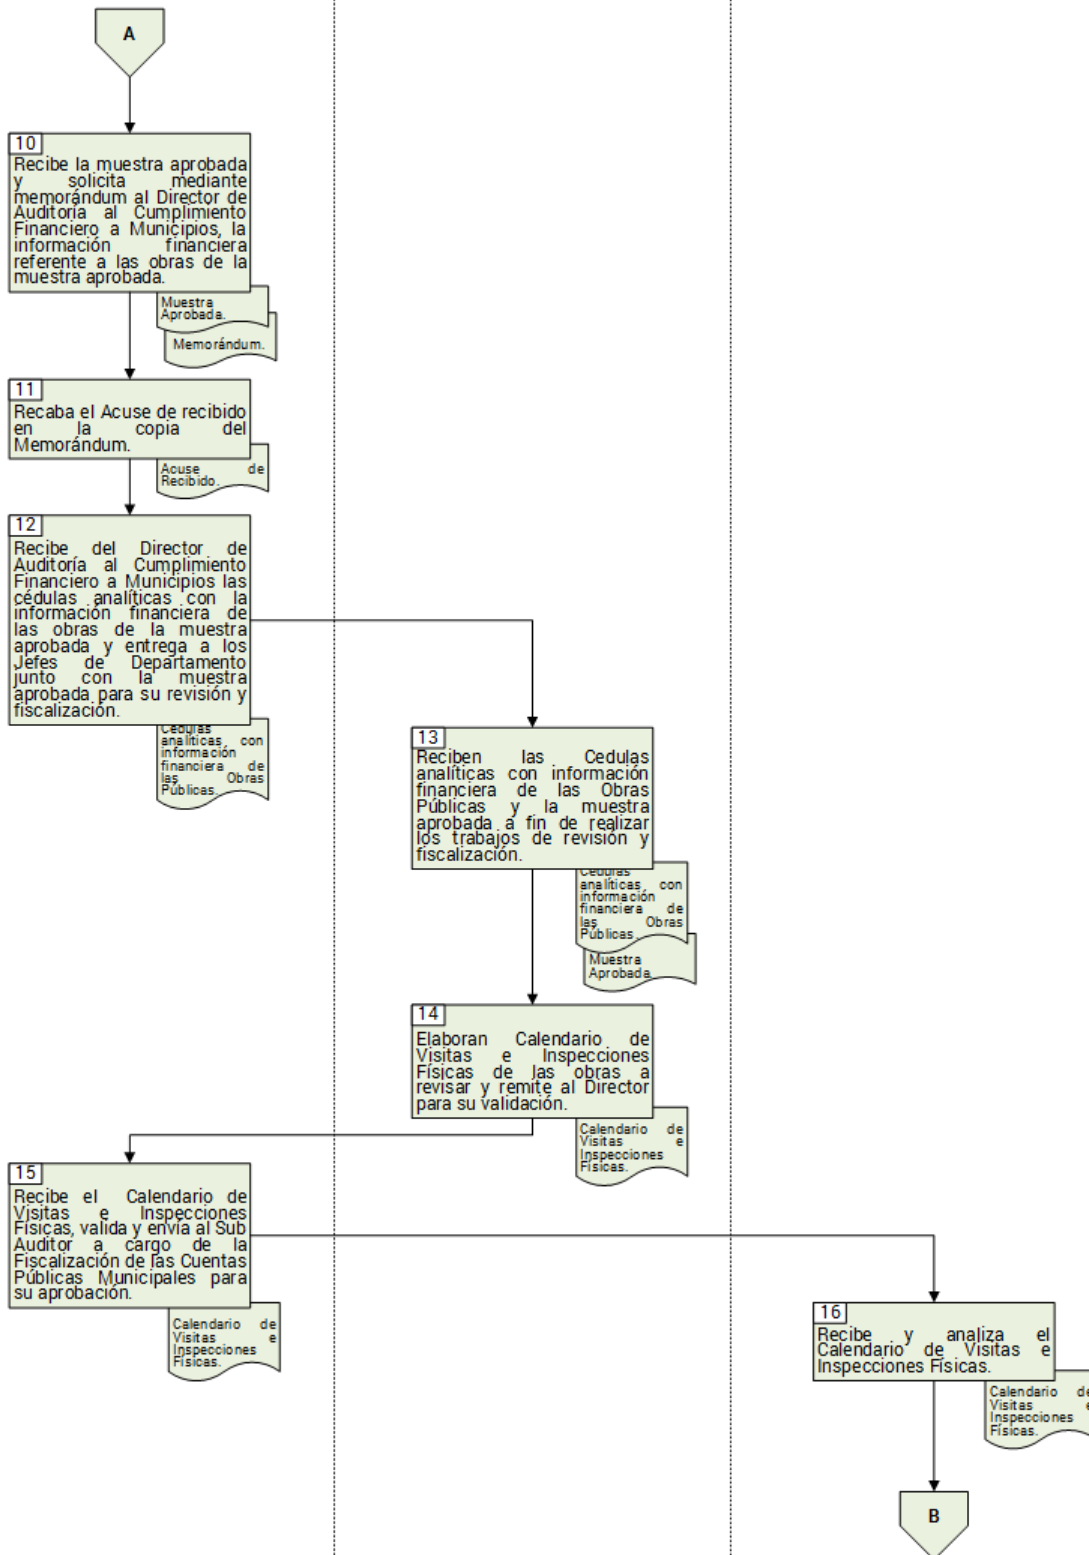 A
10
Recibe la muestra aprobada
y solicita mediante
memorándum al Director de
Auditoría al Cumplimiento
Financiero a Municipios, la
información financiera
referente a las obras de la
muestra aprobada.
Muestra
Aprobada.
Memorándum.
11
Recaba el Acuse de recibido
en la copia del
Memorándum.
Acuse de
Recibido.
12
Recibe del Director de
Auditoría al Cumplimiento
Financiero a Municipios las
cédulas analíticas con la
información financiera de
las obras de la muestra
aprobada y entrega a los
Jefes de Departamento
junto con la muestra
aprobada para su revisión y
fiscalización.
Cedulas
analíticas con
información
financiera de
las Obras
Públicas.
13
Reciben las Cedulas
analíticas con información
financiera de las Obras
Públicas y la muestra
aprobada a fin de realizar
los trabajos de revisión y
fiscalización.
Cedulas
analíticas con
información
financiera de
las Obras
Públicas.
Muestra
Aprobada.
14
Elaboran Calendario de
Visitas e Inspecciones
Físicas de las obras a
revisar y remite al Director
para su validación.
Calendario de
Visitas e
Inspecciones
Físicas.
15
Recibe el Calendario de
Visitas e Inspecciones
Físicas, valida y envía al Sub
Auditor a cargo de la
Fiscalización de las Cuentas
Públicas Municipales para
su aprobación.
Calendario de
Visitas e
Inspecciones
Físicas.
16
Recibe y analiza el
Calendario de Visitas e
Inspecciones Físicas.
Calendario de
Visitas e
Inspecciones
Físicas.
B